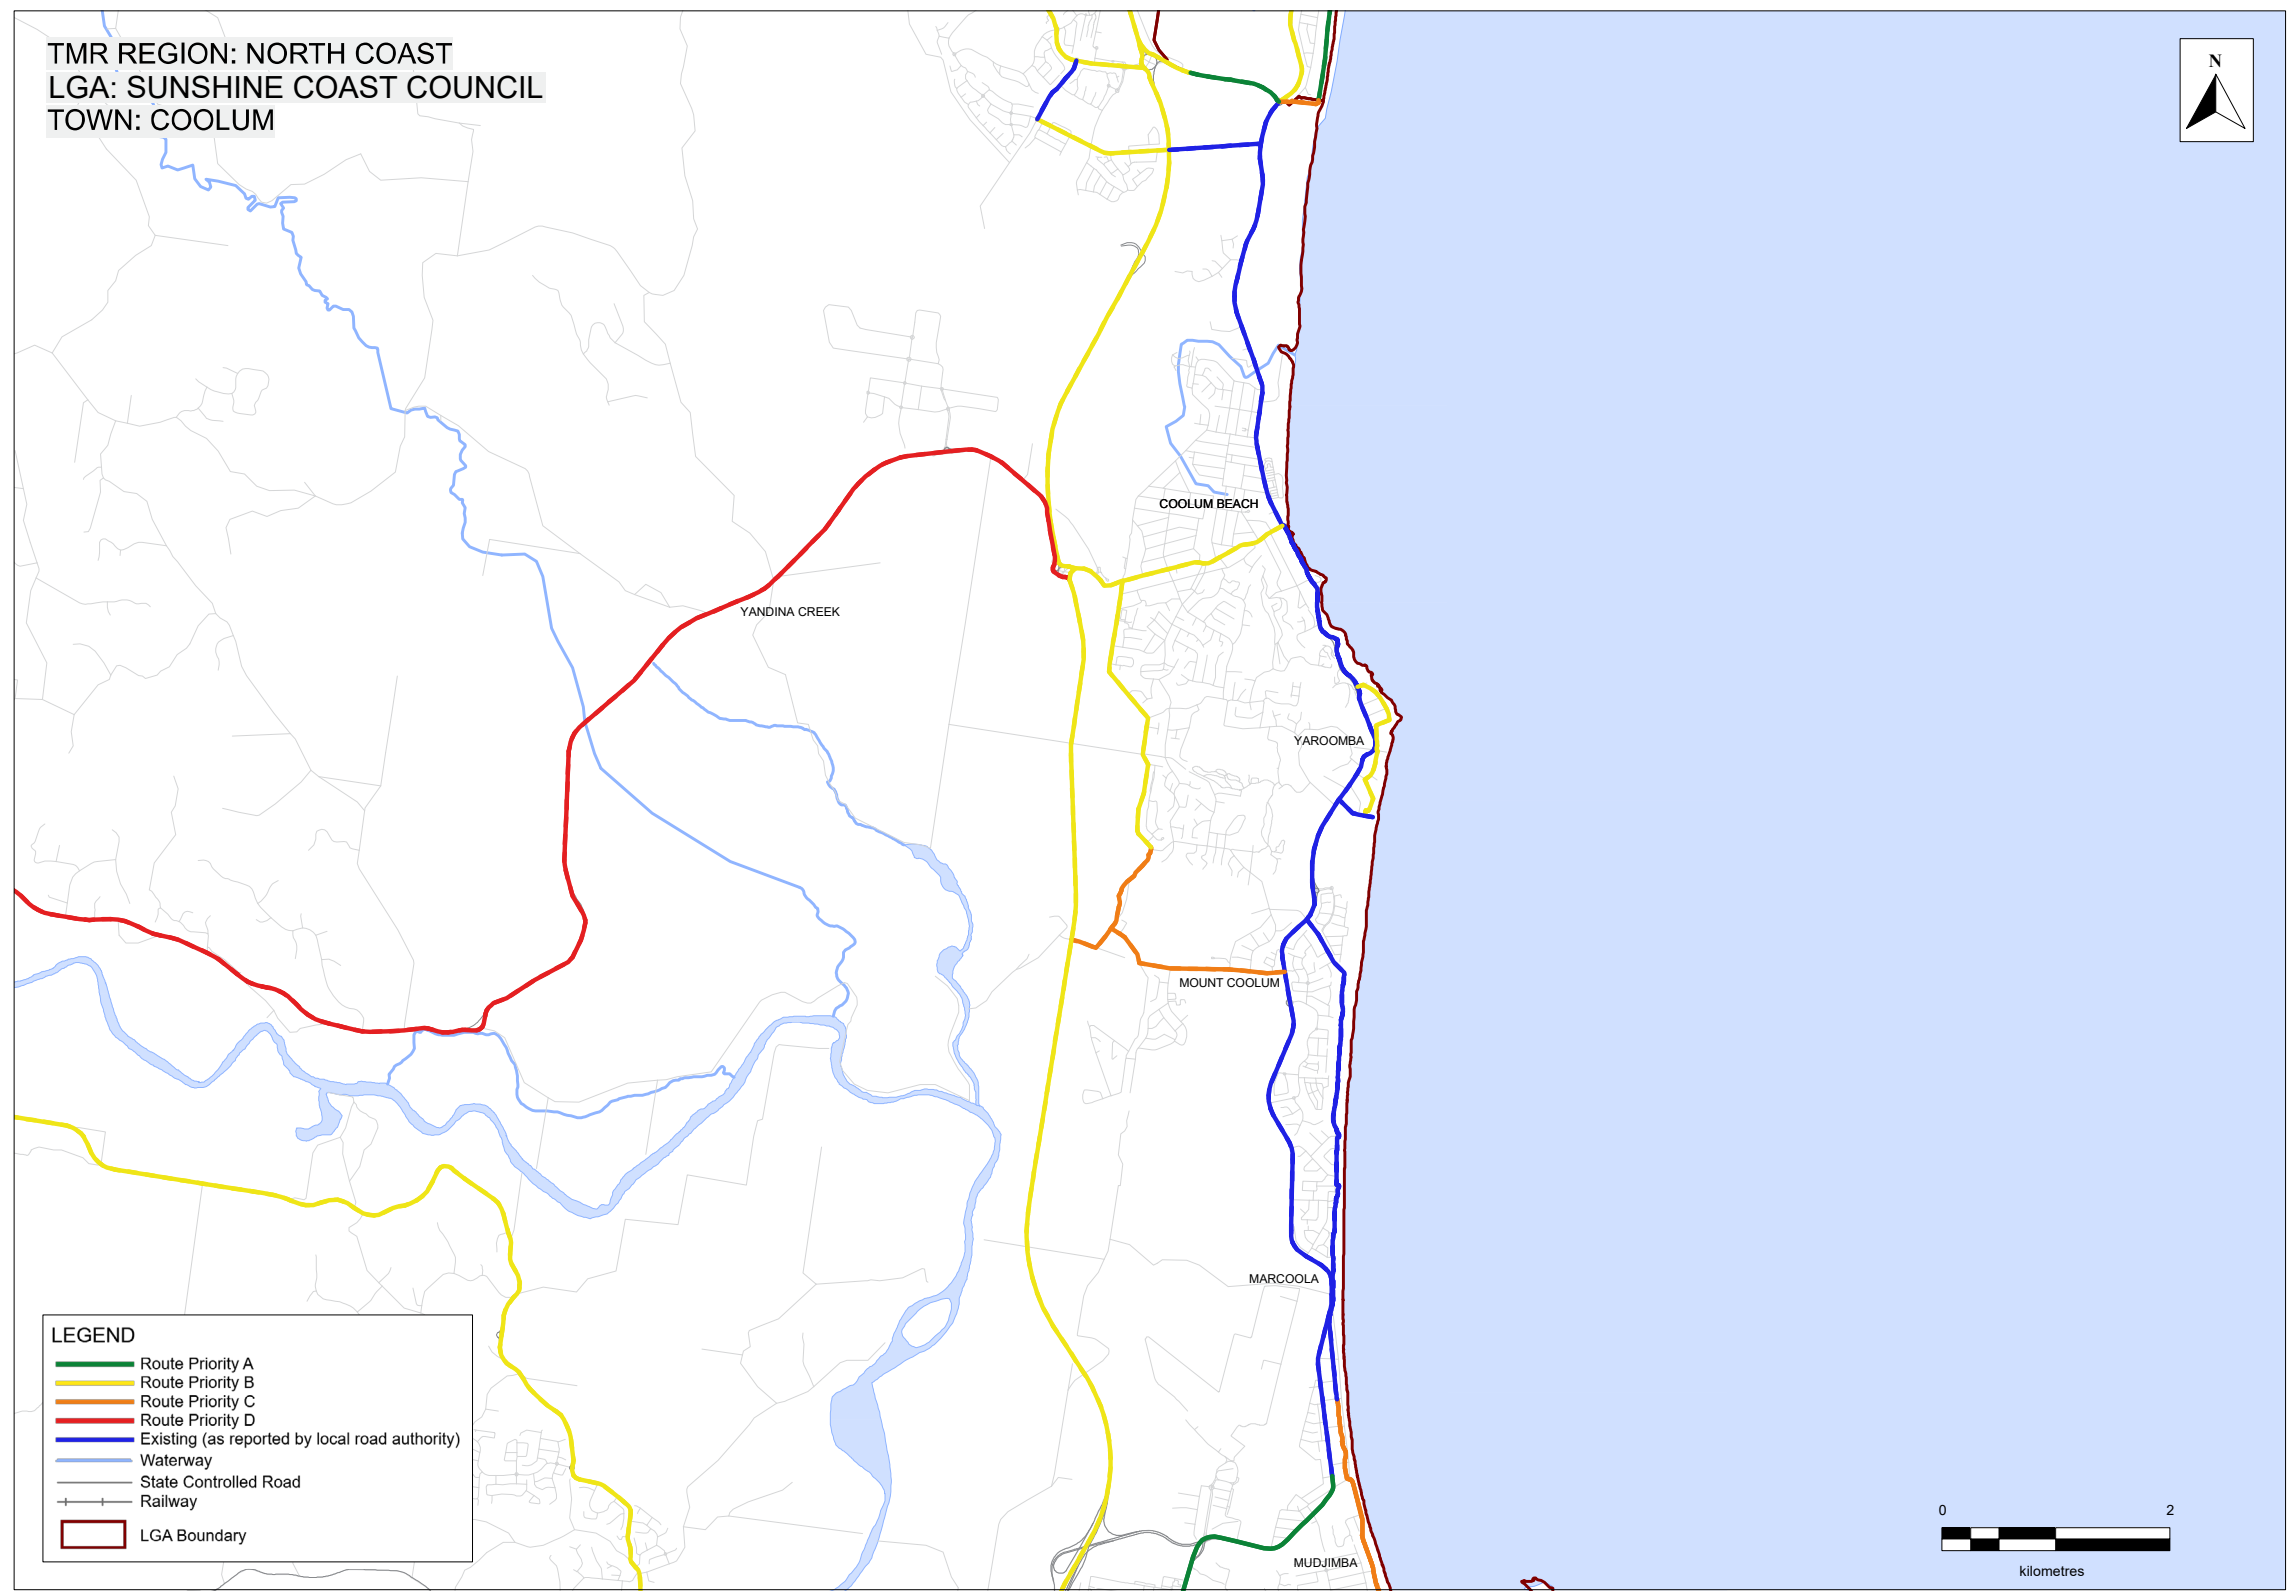 TMR REGION: NORTH COAST
LGA: SUNSHINE COAST COUNCIL
TOWN: COOLUM
N
COOLUM BEACH
YANDINA CREEK
YAROOMBA
MOUNT COOLUM
MARCOOLA
MUDJIMBA
LEGEND
Route Priority A
Route Priority B
Route Priority C
Route Priority D
Existing (as reported by local road authority)
Waterway
State Controlled Road
Railway
LGA Boundary
0 2
kilometres